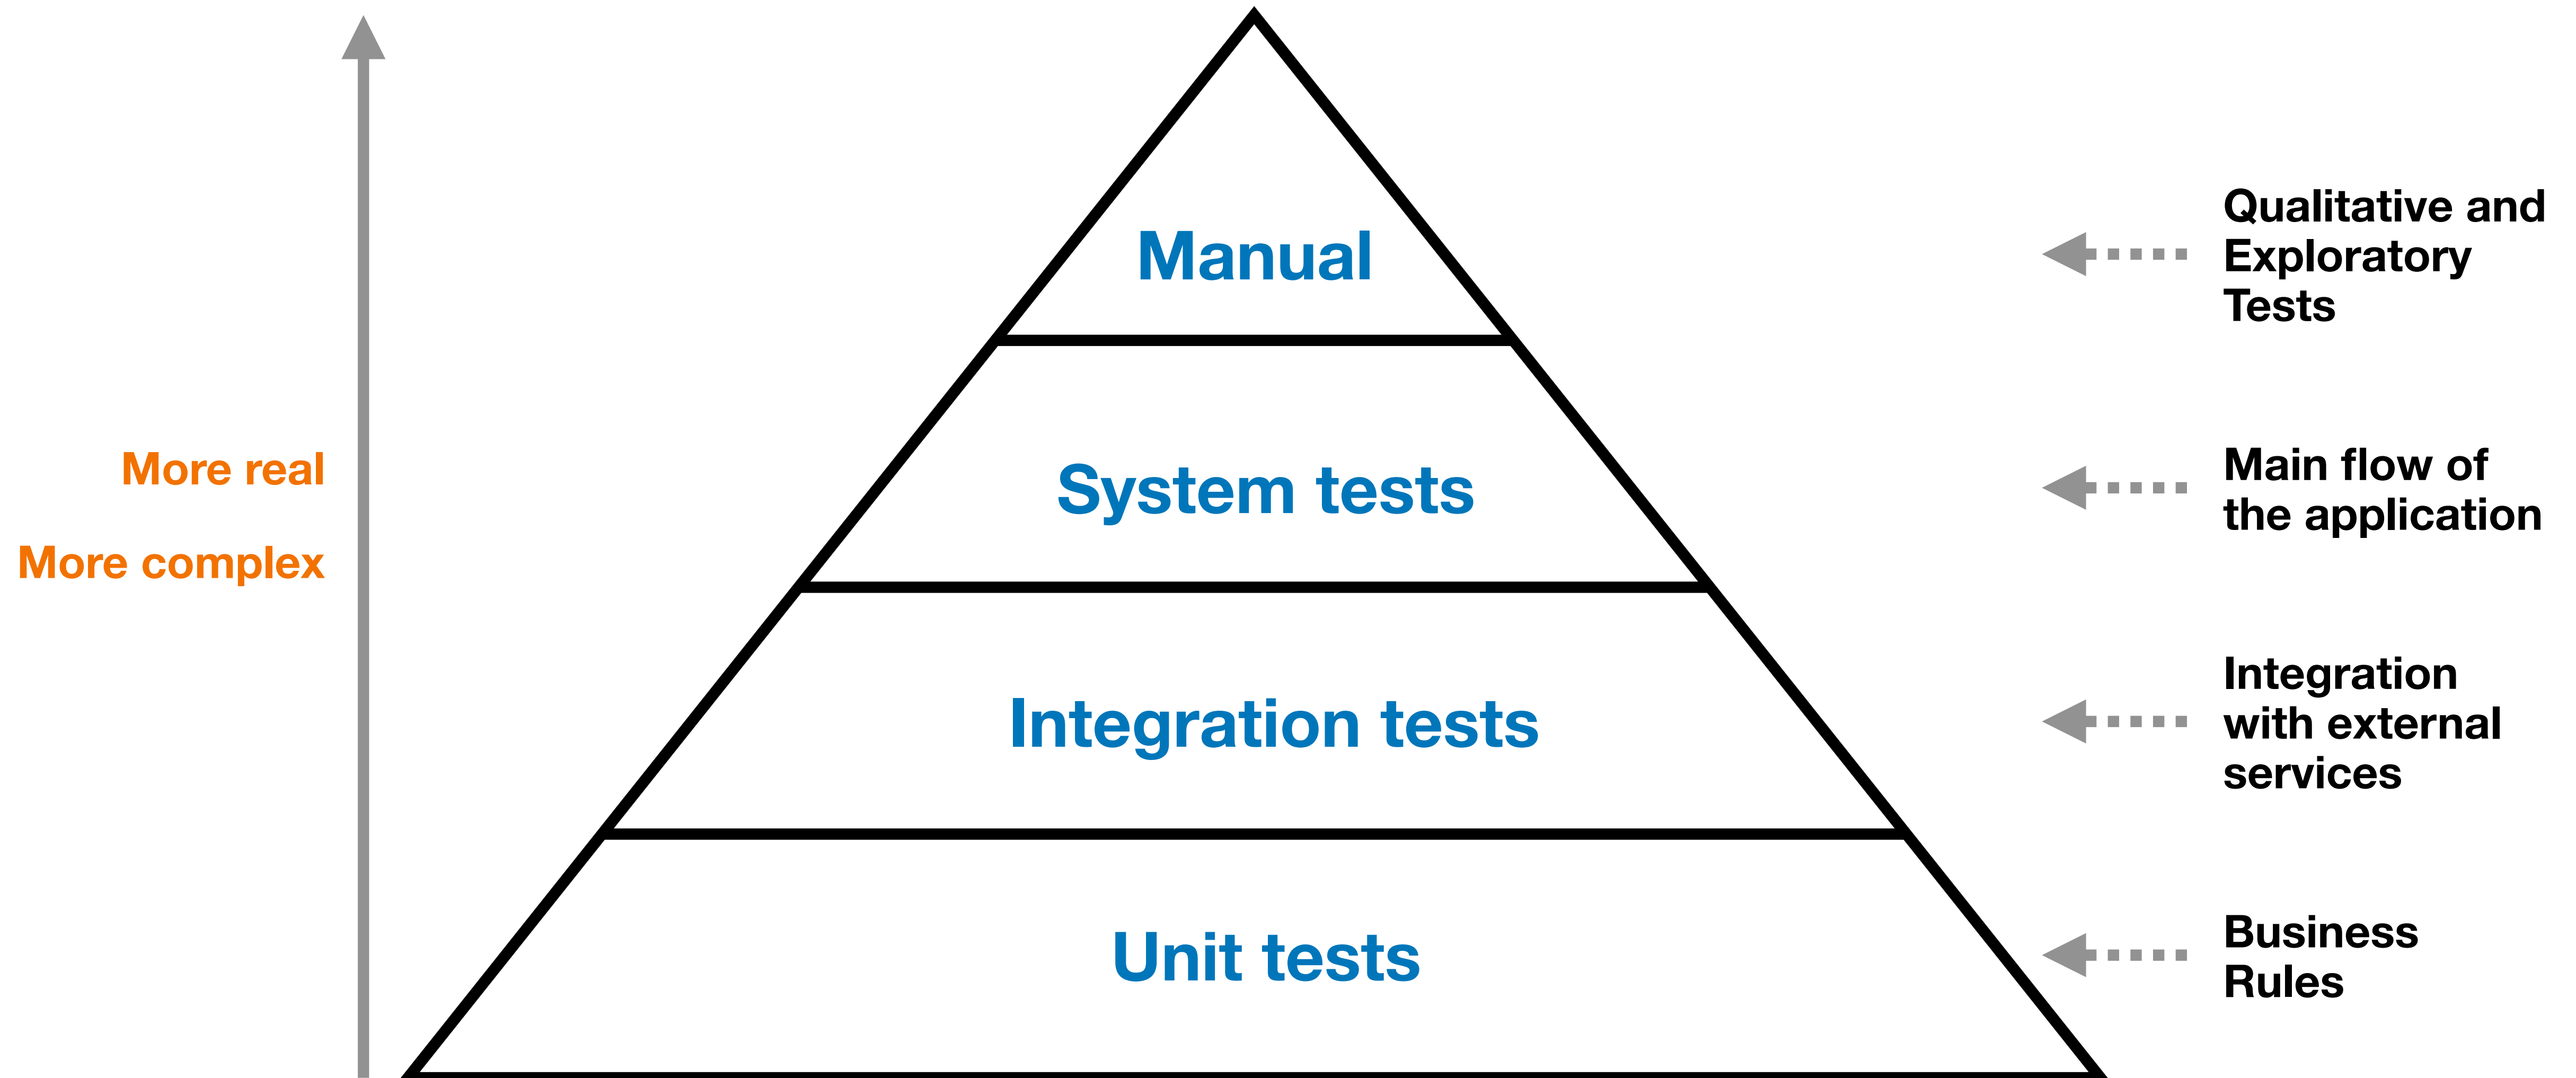 Manual
Qualitative and
Exploratory
Tests
More real
More complex
System tests
Main flow of
the application
Integration tests
Integration
with external
services
Unit tests
Business
Rules